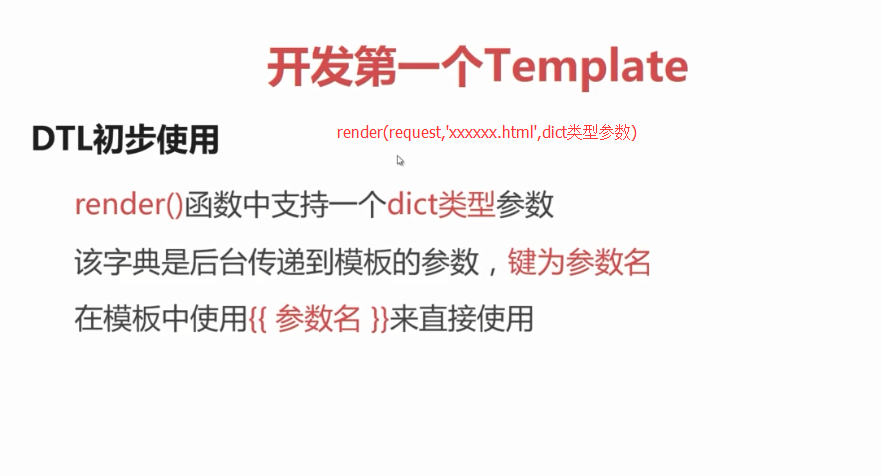 开发第一个Template
DTL初步使用
render(request,'xxxxxx.html',dict类型参数)
render()函数中支持一个dict类型参数
该字典是后台传递到模板的参数，键为参数名
在模板中使用{{ 参数名 }}来直接使用